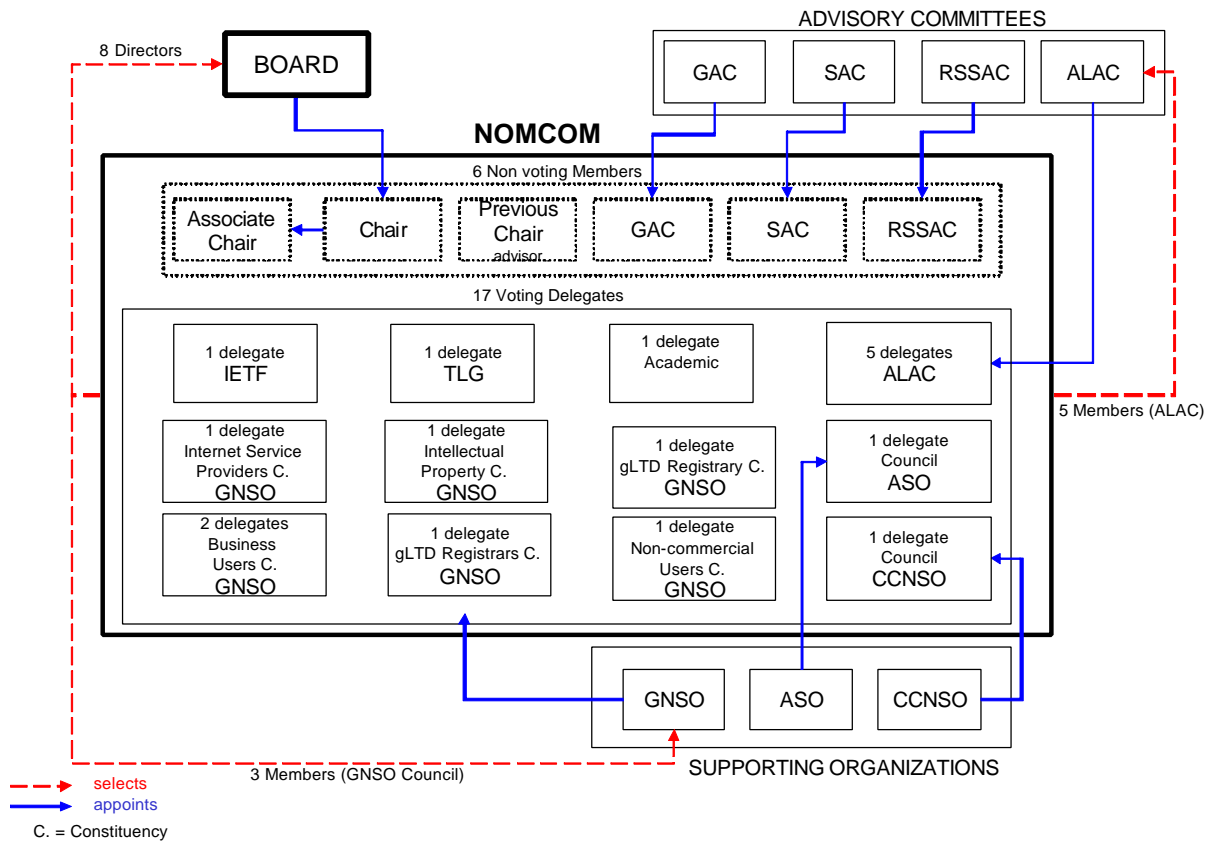 ADVISORY COMMITTEES
8 Directors
BOARD
GAC
SAC
RSSAC
ALAC
NOMCOM
6 Non voting Members
Associate
Chair
Chair
Previous
Chair
advisor
GAC
SAC
RSSAC
17 Voting Delegates
1 delegate
IETF
1 delegate
TLG
1 delegate
Academic
5 delegates
ALAC
5 Members (ALAC)
1 delegate
Internet Service
Providers C.
GNSO
1 delegate
Intellectual
Property C.
GNSO
1 delegate
gLTD Registrary C.
GNSO
1 delegate
Council
ASO
2 delegates
Business
Users C.
GNSO
1 delegate
gLTD Registrars C.
GNSO
1 delegate
Non-commercial
Users C.
GNSO
1 delegate
Council
CCNSO
GNSO
ASO
CCNSO
3 Members (GNSO Council)
SUPPORTING ORGANIZATIONS
selects
appoints
C. = Constituency